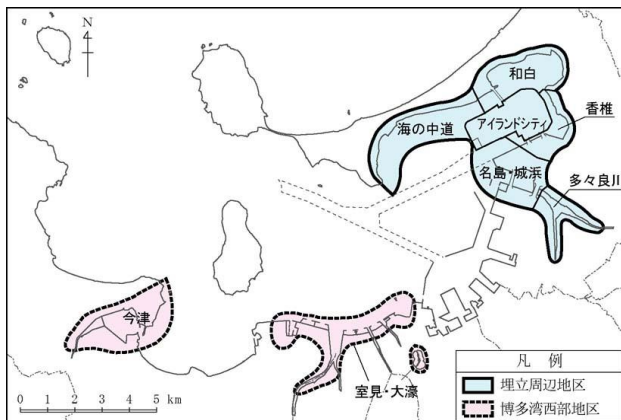 N
和白
香椎
アイランドシティ
海の中道
名島・城浜
多々良川
今津
室見・大濠
凡 例
埋立周辺地区
博多湾西部地区
0 1 2 3 4 5 km